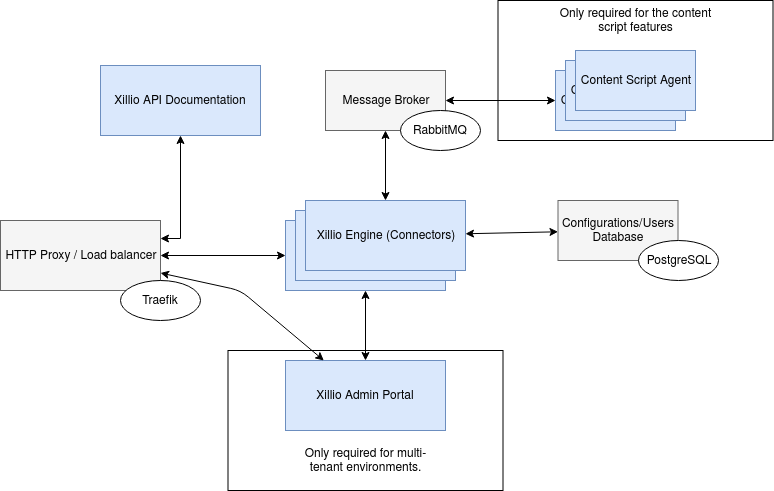 Only required for the content
script features
Content Script Agent
C
C
Xillio API Documentation
Message Broker
RabbitMQ
Xillio Engine (Connectors)
Configurations/Users
Database
PostgreSQL
HTTP Proxy / Load balancer
Traefik
Xillio Admin Portal
Only required for multi-
tenant environments.